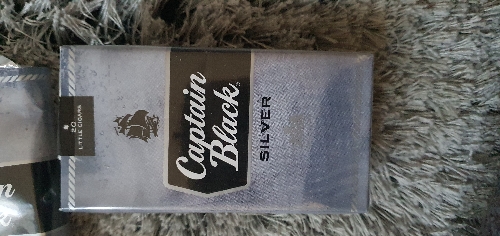 20
LITTLE CIGARS
Captain
Black
SILVER